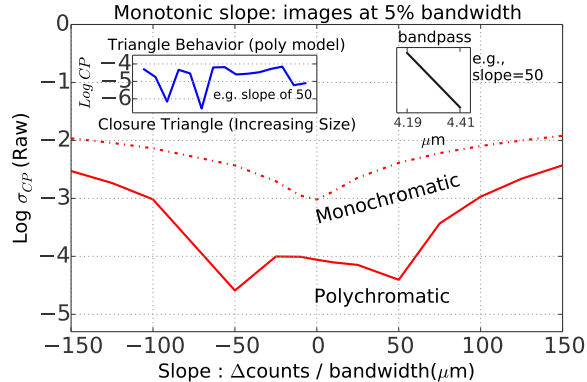 Monotonic slope: images at 5% bandwidth
0
−1
−2
−3
−4
−5
Log σCP (Raw)
Triangle Behavior (poly model)
Log CP
−4
−5
−6
e.g. slope of 50
Closure Triangle (Increasing Size)
bandpass
e.g.,
slope=50
4.19 4.41
μm
Monochromatic
Polychromatic
−150 −100 −50 0 50 100 150
Slope : Δcounts / bandwidth(μm)